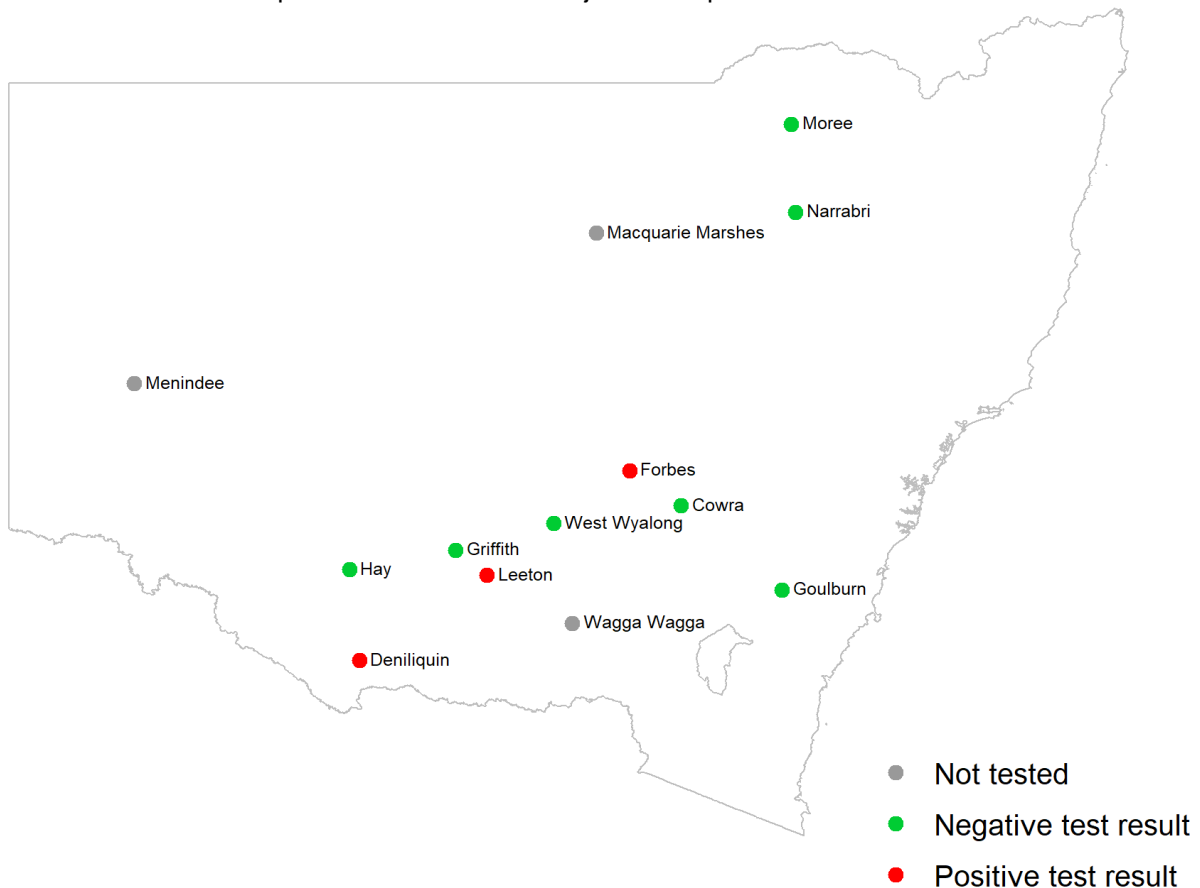 Moree
Narrabri
Macquarie Marshes
Menindee
Forbes
Cowra
West Wyalong
Griffith
Hay
Leeton
Goulburn
Wagga Wagga
Deniliquin
Not tested
Negative test result
Positive test result